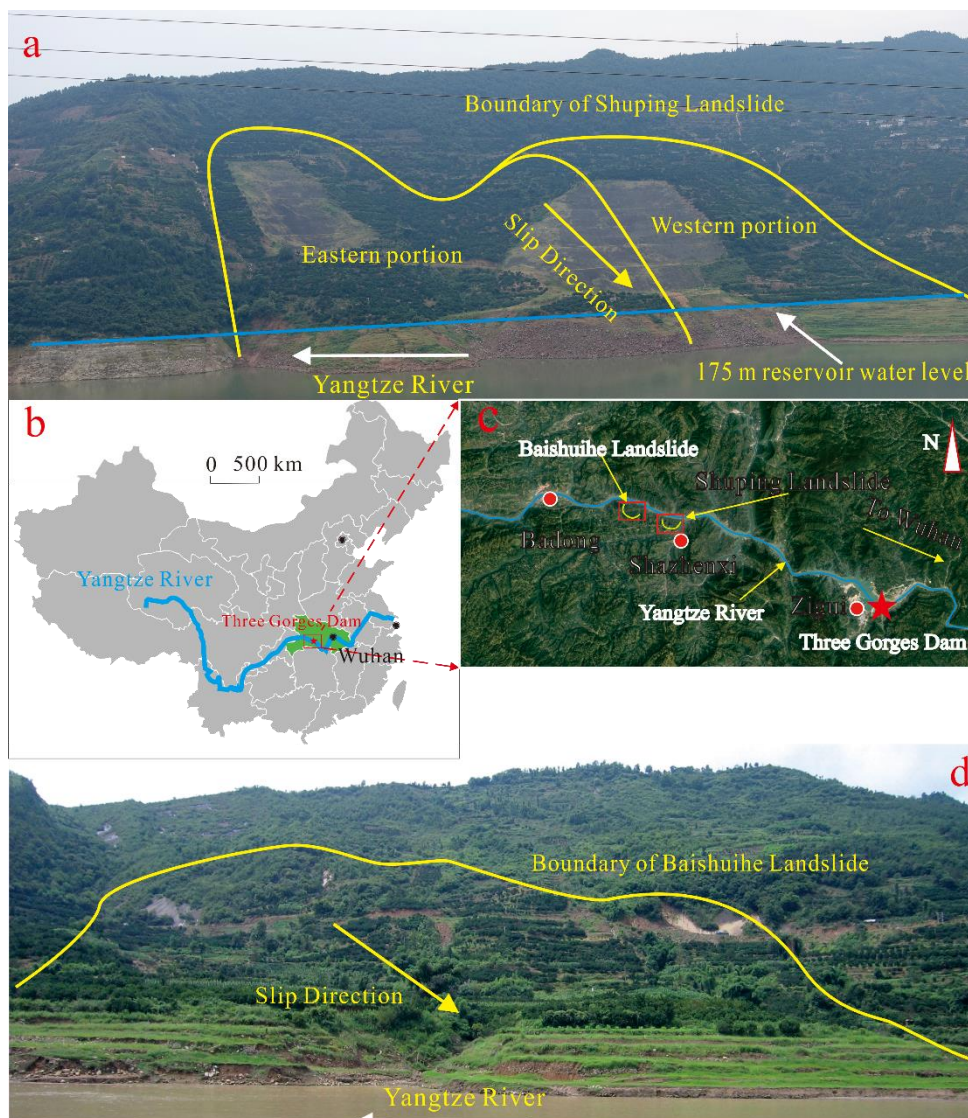 a
Boundary of Shuping Landslide
Eastern portion
Slip Direction
Western portion
Yangtze River
175 m reservoir water level
b
0 500 km
Yangtze River
Three Gorges Dam
Wuhan
c
N
Baishuihe Landslide
Shuping Landslide
To Wuhan
Badong
Shazhenxi
Yangtze River
Zigui
Three Gorges Dam
d
Boundary of Baishuihe Landslide
Slip Direction
Yangtze River